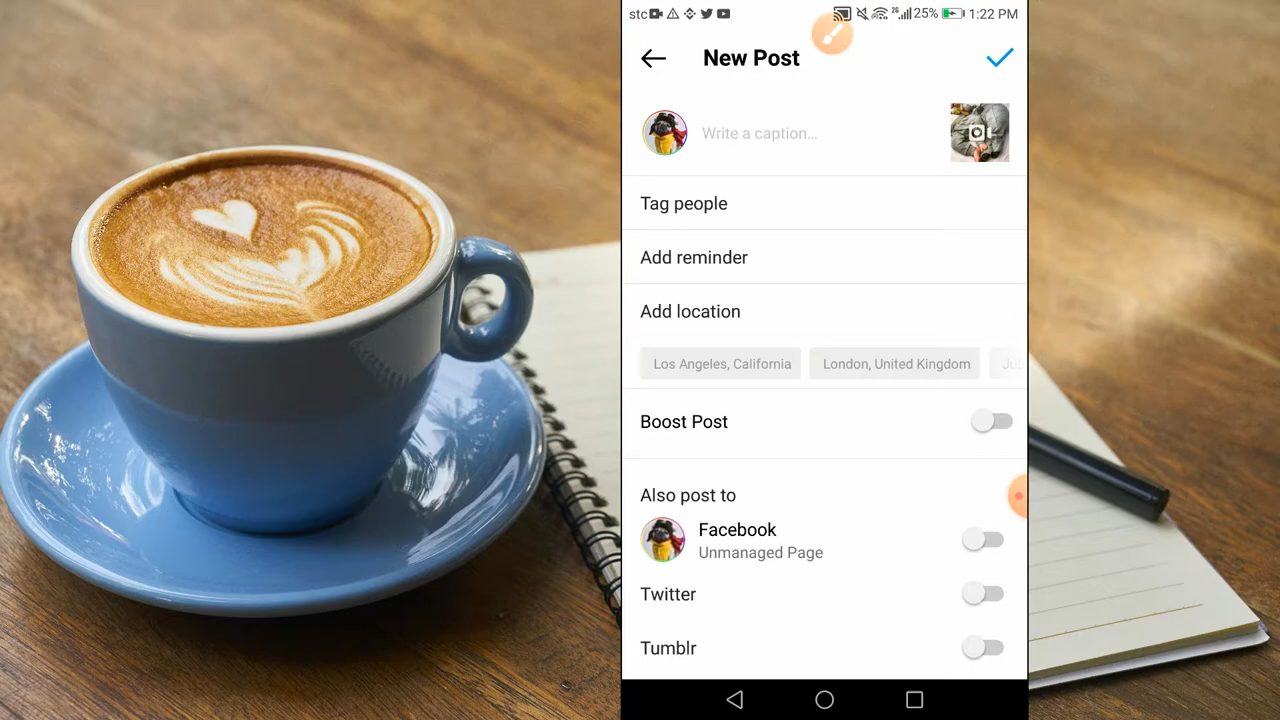 stc 2G 25% 1:22 PM
New Post
Write a caption...
Tag people
Add reminder
Add location
Los Angeles, California London, United Kingdom
Boost Post
Also post to
Facebook
Unmanaged Page
Twitter
Tumblr